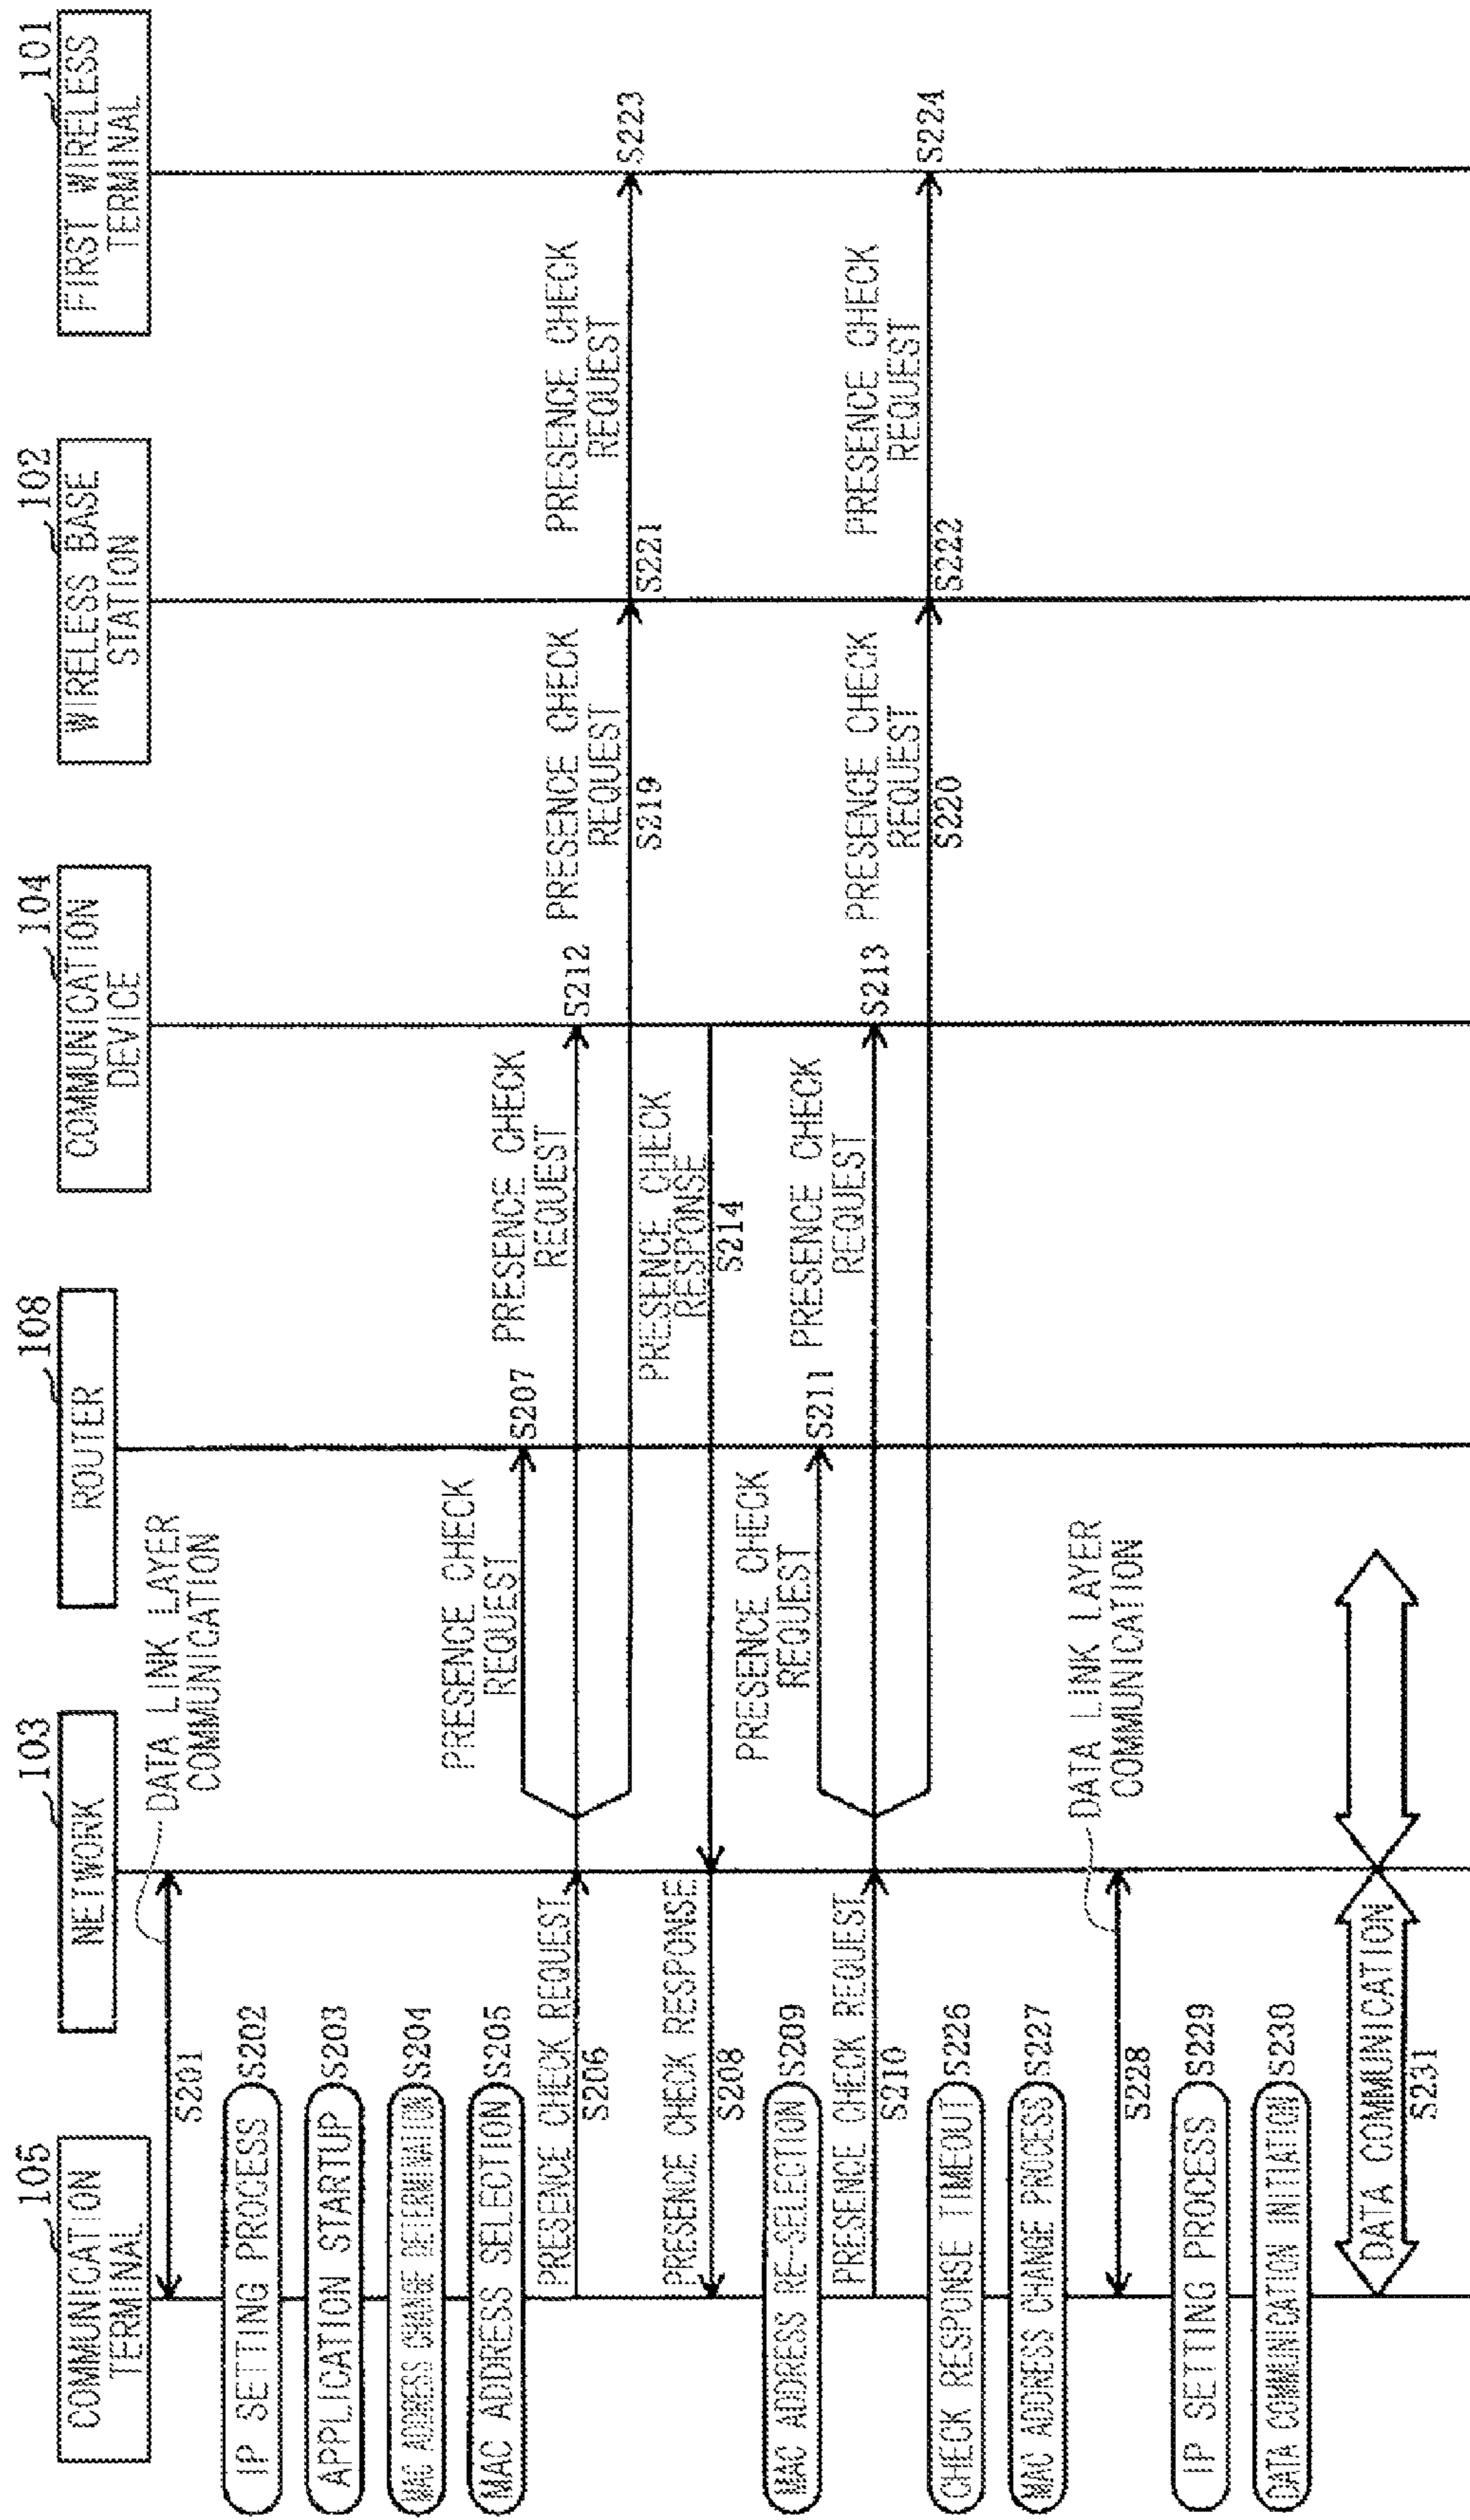 105
COMMUNICATION
TERMINAL
103
NETWORK
108
ROUTER
104
COMMUNICATION
DEVICE
102
WIRELESS BASE
STATION
101
FIRST WIRELESS
TERMINAL
DATA LINK LAYER
COMMUNICATION
S201
IP SETTING PROCESS
S202
APPLICATION STARTUP
S203
MAC ADDRESS CHANGE DETERMINATION
S204
MAC ADDRESS SELECTION
S205
PRESENCE CHECK REQUEST
S206
PRESENCE CHECK
REQUEST
S207
PRESENCE CHECK
REQUEST
S212
PRESENCE CHECK
REQUEST
S219
S221
PRESENCE CHECK
REQUEST
S223
PRESENCE CHECK RESPONSE
S208
PRESENCE CHECK
RESPONSE
S214
MAC ADDRESS RE-SELECTION
S209
PRESENCE CHECK REQUEST
S210
PRESENCE CHECK
REQUEST
S211
PRESENCE CHECK
REQUEST
S213
PRESENCE CHECK
REQUEST
S220
S222
PRESENCE CHECK
REQUEST
S224
CHECK RESPONSE TIMEOUT
S226
MAC ADDRESS CHANGE PROCESS
S227
DATA LINK LAYER
COMMUNICATION
S228
IP SETTING PROCESS
S229
DATA COMMUNICATION INITIATION
S230
DATA COMMUNICATION
S231